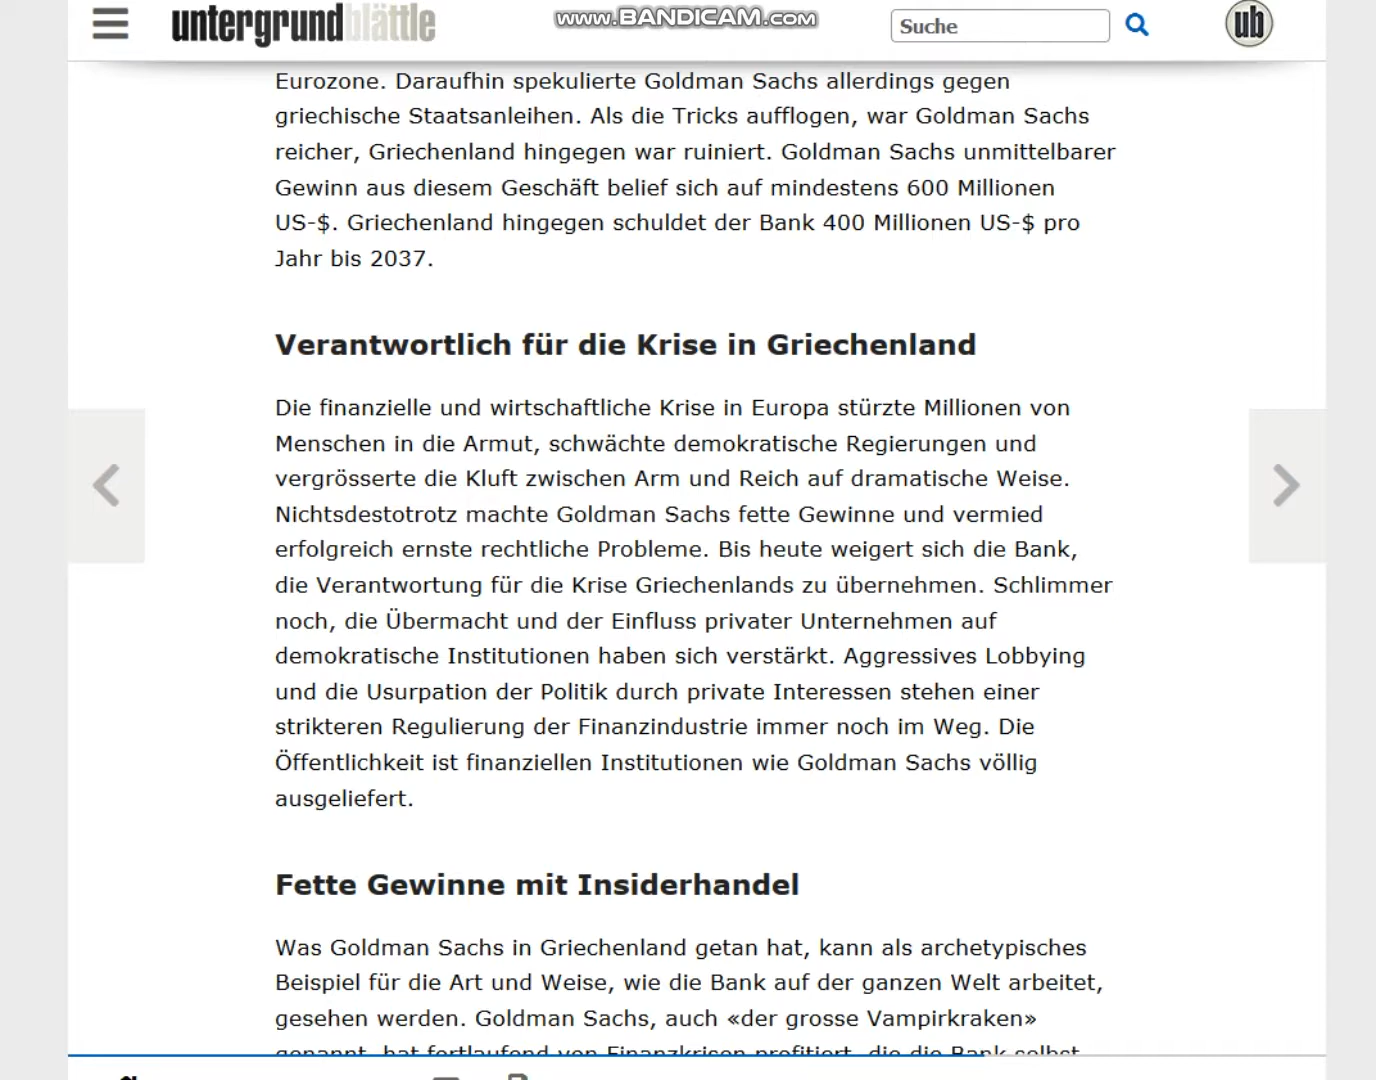 untergrundblättle
www.BANDICAM.com
Suche
ub
Eurozone. Daraufhin spekulierte Goldman Sachs allerdings gegen
griechische Staatsanleihen. Als die Tricks aufflogen, war Goldman Sachs
reicher, Griechenland hingegen war ruiniert. Goldman Sachs unmittelbarer
Gewinn aus diesem Geschäft belief sich auf mindestens 600 Millionen
US-$. Griechenland hingegen schuldet der Bank 400 Millionen US-$ pro
Jahr bis 2037.
Verantwortlich für die Krise in Griechenland
Die finanzielle und wirtschaftliche Krise in Europa stürzte Millionen von
Menschen in die Armut, schwächte demokratische Regierungen und
vergrösserte die Kluft zwischen Arm und Reich auf dramatische Weise.
Nichtsdestotrotz machte Goldman Sachs fette Gewinne und vermied
erfolgreich ernste rechtliche Probleme. Bis heute weigert sich die Bank,
die Verantwortung für die Krise Griechenlands zu übernehmen. Schlimmer
noch, die Übermacht und der Einfluss privater Unternehmen auf
demokratische Institutionen haben sich verstärkt. Aggressives Lobbying
und die Usurpation der Politik durch private Interessen stehen einer
strikteren Regulierung der Finanzindustrie immer noch im Weg. Die
Öffentlichkeit ist finanziellen Institutionen wie Goldman Sachs völlig
ausgeliefert.
Fette Gewinne mit Insiderhandel
Was Goldman Sachs in Griechenland getan hat, kann als archetypisches
Beispiel für die Art und Weise, wie die Bank auf der ganzen Welt arbeitet,
gesehen werden. Goldman Sachs, auch «der grosse Vampirkraken»
genannt, hat fortlaufend von Finanzkrisen profitiert, die die Bank selbst